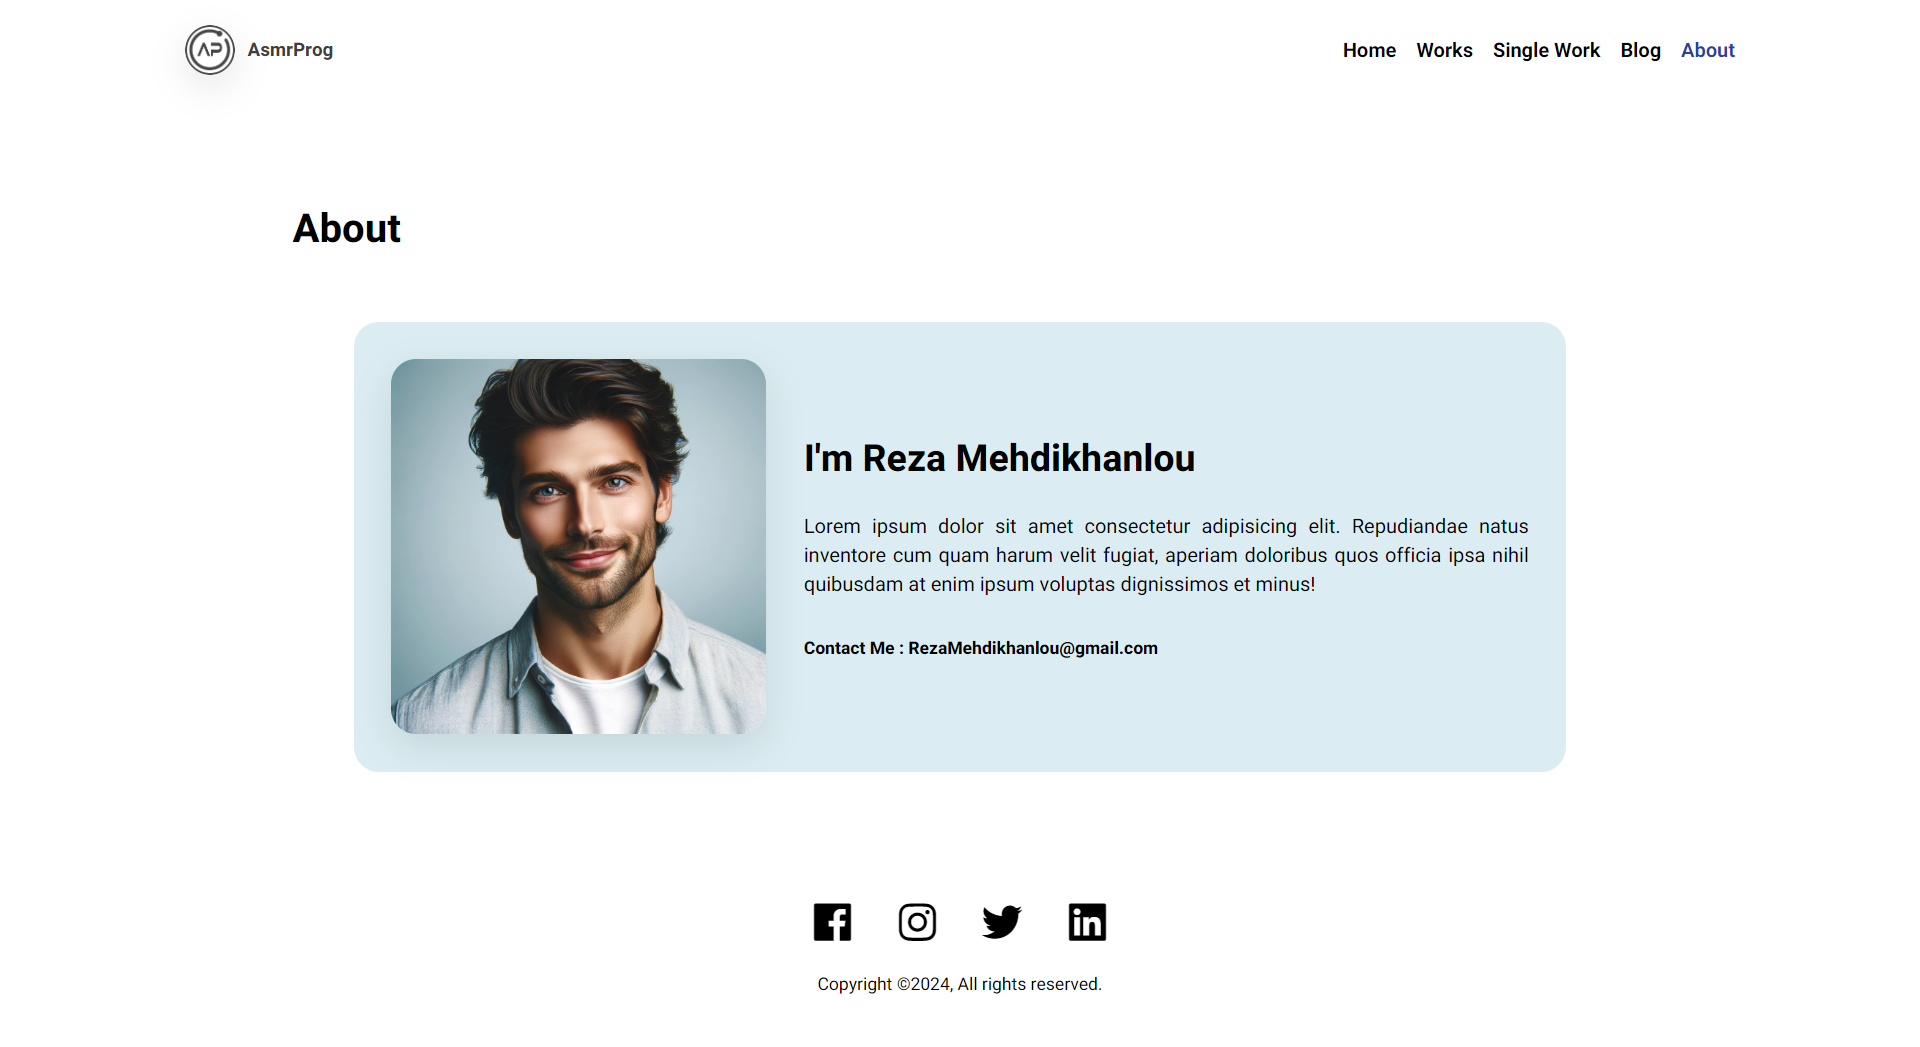 AP AsmrProg
Home Works Single Work Blog About
About
I'm Reza Mehdikhanlou
Lorem ipsum dolor sit amet consectetur adipisicing elit. Repudiandae natus
inventore cum quam harum velit fugiat, aperiam doloribus quos officia ipsa nihil
quibusdam at enim ipsum voluptas dignissimos et minus!
Contact Me : RezaMehdikhanlou@gmail.com
Copyright ©2024, All rights reserved.